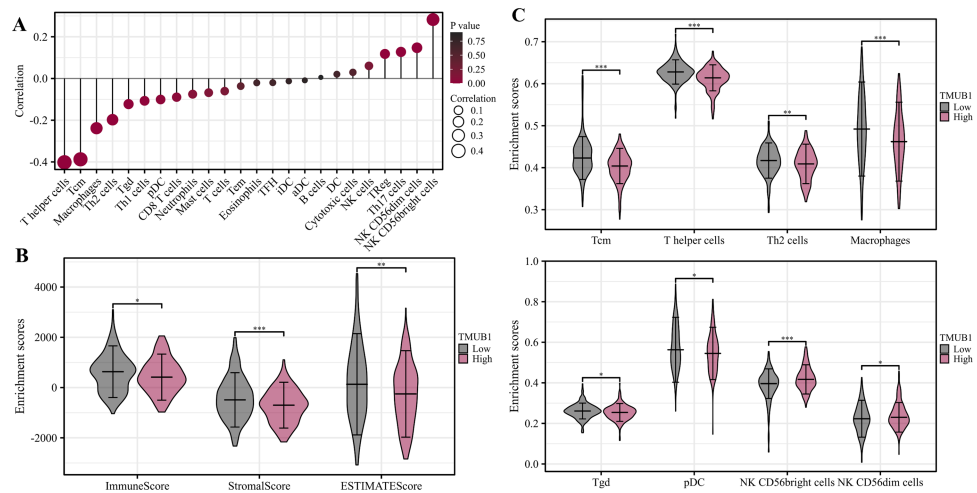 A
Correlation
0.2
0.0
-0.2
-0.4
T helper cells
Tcm
Macrophages
Th2 cells
Tgd
Th1 cells
pDC
CD8 T cells
Neutrophils
Mast cells
T cells
Tem
Eosinophils
TFH
iDC
aDC
DC
B cells
Cytotoxic cells
NK cells
TReg
Th17 cells
NK CD56dim cells
NK CD56bright cells
P value
0.75
0.50
0.25
0.00
Correlation
0.1
0.2
0.3
0.4
B
Enrichment scores
4000
2000
0
-2000
*
***
**
ImmuneScore
StromalScore
ESTIMATEScore
TMUB1
Low
High
C
Enrichment scores
0.7
0.6
0.5
0.4
0.3
***
***
**
***
Tcm
T helper cells
Th2 cells
Macrophages
TMUB1
Low
High
Enrichment scores
1.0
0.8
0.6
0.4
0.2
0.0
*
*
***
*
Tgd
pDC
NK CD56bright cells
NK CD56dim cells
TMUB1
Low
High